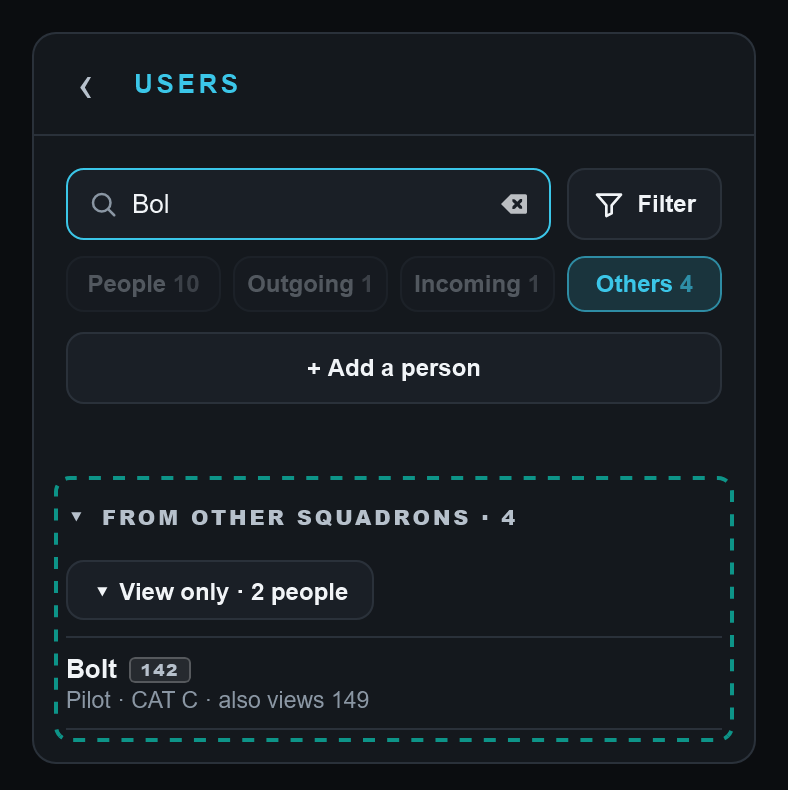 ‹ USERS
Bol
Filter
People 10
Outgoing 1
Incoming 1
Others 4
+ Add a person
▼ FROM OTHER SQUADRONS · 4
▼ View only · 2 people
Bolt 142
Pilot · CAT C · also views 149